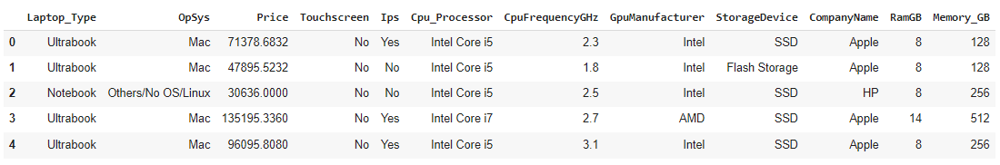 Laptop_Type OpSys Price Touchscreen Ips Cpu_Processor CpuFrequencyGHz GpuManufacturer StorageDevice CompanyName RamGB Memory_GB
0 Ultrabook Mac 71378.6832 No Yes Intel Core i5 2.3 Intel SSD Apple 8 128
1 Ultrabook Mac 47895.5232 No No Intel Core i5 1.8 Intel Flash Storage Apple 8 128
2 Notebook Others/No OS/Linux 30636.0000 No No Intel Core i5 2.5 Intel SSD HP 8 256
3 Ultrabook Mac 135195.3360 No Yes Intel Core i7 2.7 AMD SSD Apple 14 512
4 Ultrabook Mac 96095.8080 No Yes Intel Core i5 3.1 Intel SSD Apple 8 256